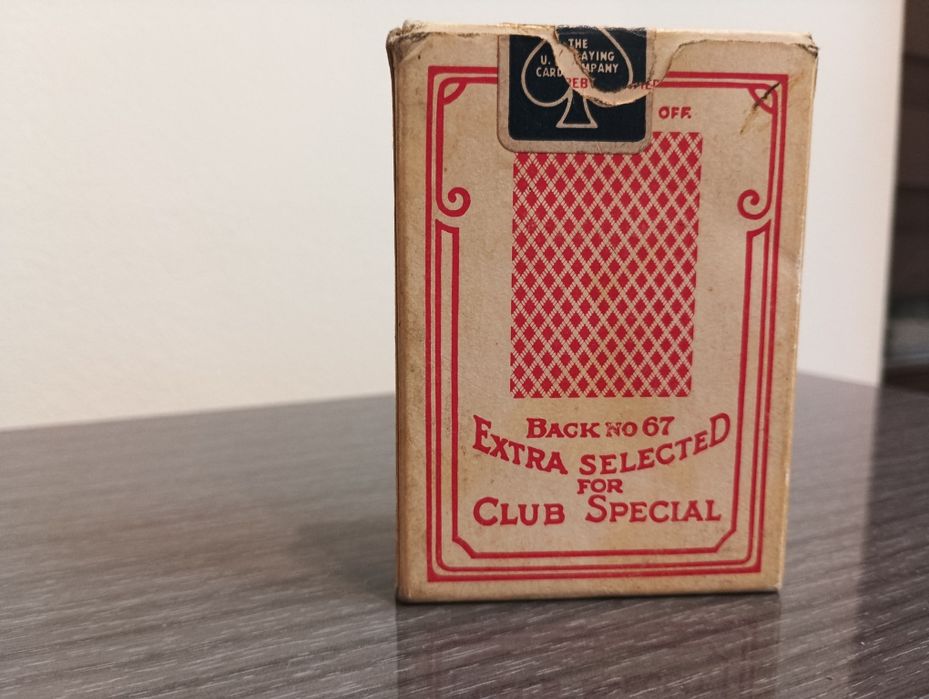 THE
U.
CARD
OFF.
BACK NO 67
EXTRA SELECTED
FOR
CLUB SPECIAL